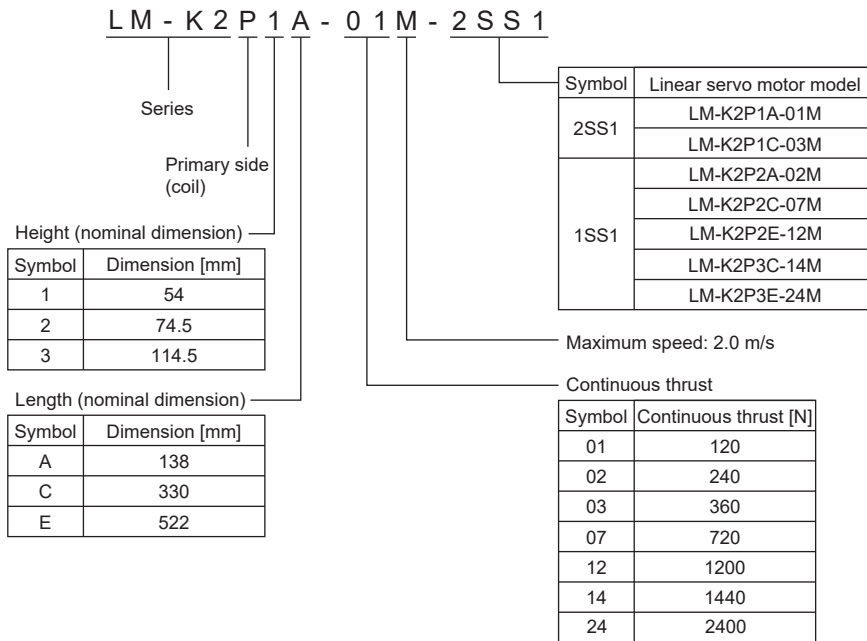 LM-K2P1A-01M-2SS1
Series
Primary side
(coil)
Height (nominal dimension)
Symbol Dimension [mm]
1 54
2 74.5
3 114.5
Length (nominal dimension)
Symbol Dimension [mm]
A 138
C 330
E 522
Symbol Linear servo motor model
2SS1 LM-K2P1A-01M
LM-K2P1C-03M
1SS1 LM-K2P2A-02M
LM-K2P2C-07M
LM-K2P2E-12M
LM-K2P3C-14M
LM-K2P3E-24M
Maximum speed: 2.0 m/s
Continuous thrust
Symbol Continuous thrust [N]
01 120
02 240
03 360
07 720
12 1200
14 1440
24 2400